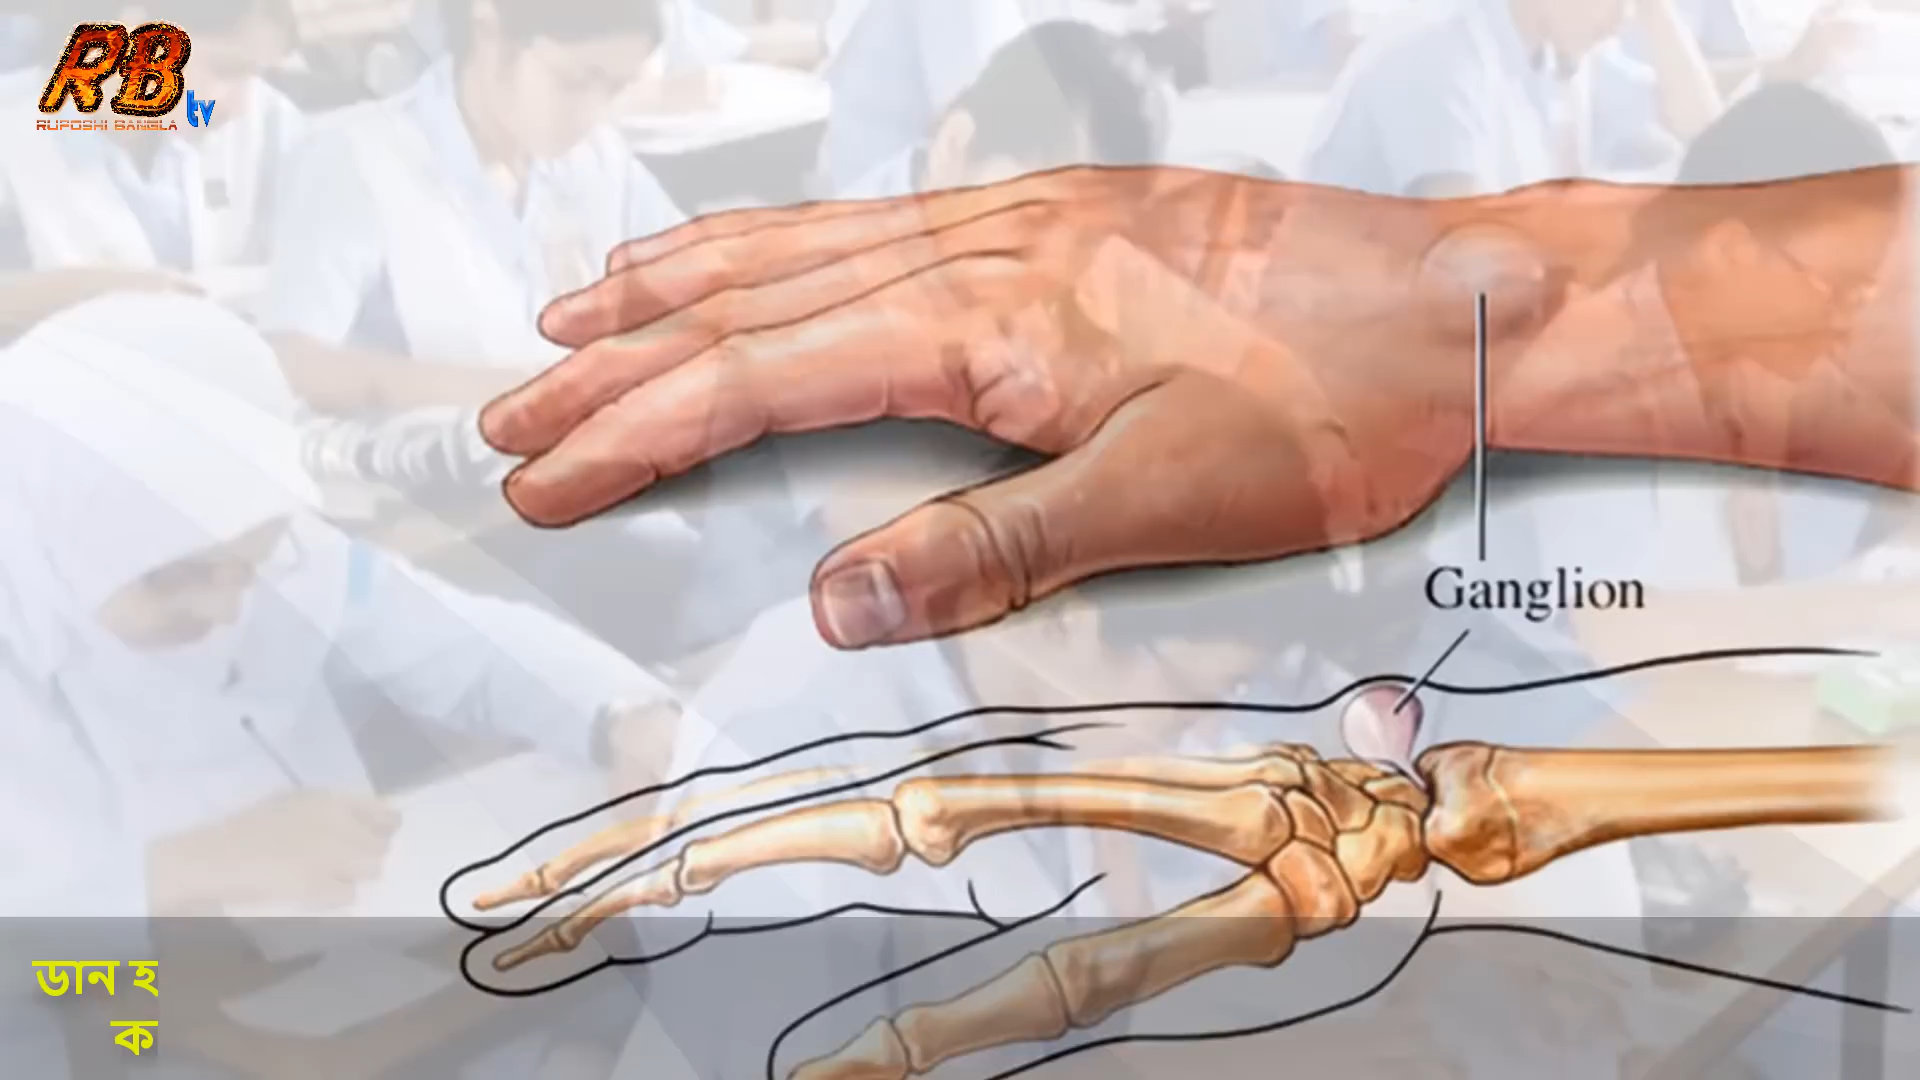 RB
tv
RUPOSHI BANGLA
Ganglion
ডান হ
ক